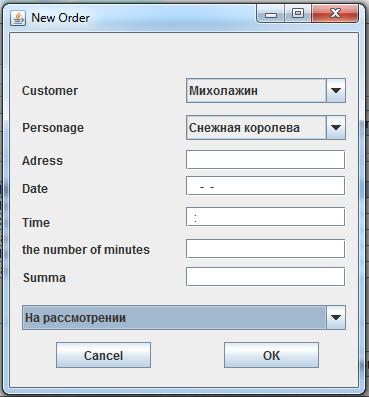 New Order
Customer Михолажин
Personage Снежная королева
Adress
Date - -
Time :
the number of minutes
Summa
На рассмотрении
Cancel OK